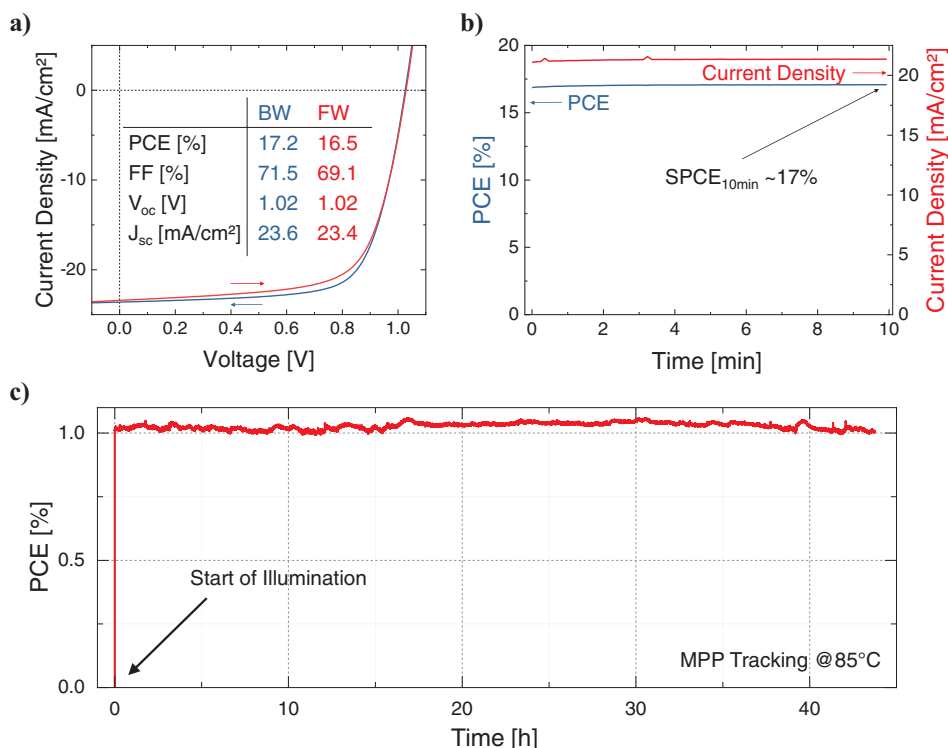 a)
Current Density [mA/cm²]
0
-10
-20
BW FW
PCE [%] 17.2 16.5
FF [%] 71.5 69.1
Voc [V] 1.02 1.02
Jsc [mA/cm²] 23.6 23.4
0.0 0.2 0.4 0.6 0.8 1.0
Voltage [V]
b)
PCE [%]
20
15
10
5
0
Current Density
PCE
SPCE10min ~17%
20
15
10
5
0
Current Density [mA/cm²]
0 2 4 6 8 10
Time [min]
c)
PCE [%]
1.0
0.5
0.0
Start of Illumination
MPP Tracking @85°C
0 10 20 30 40
Time [h]